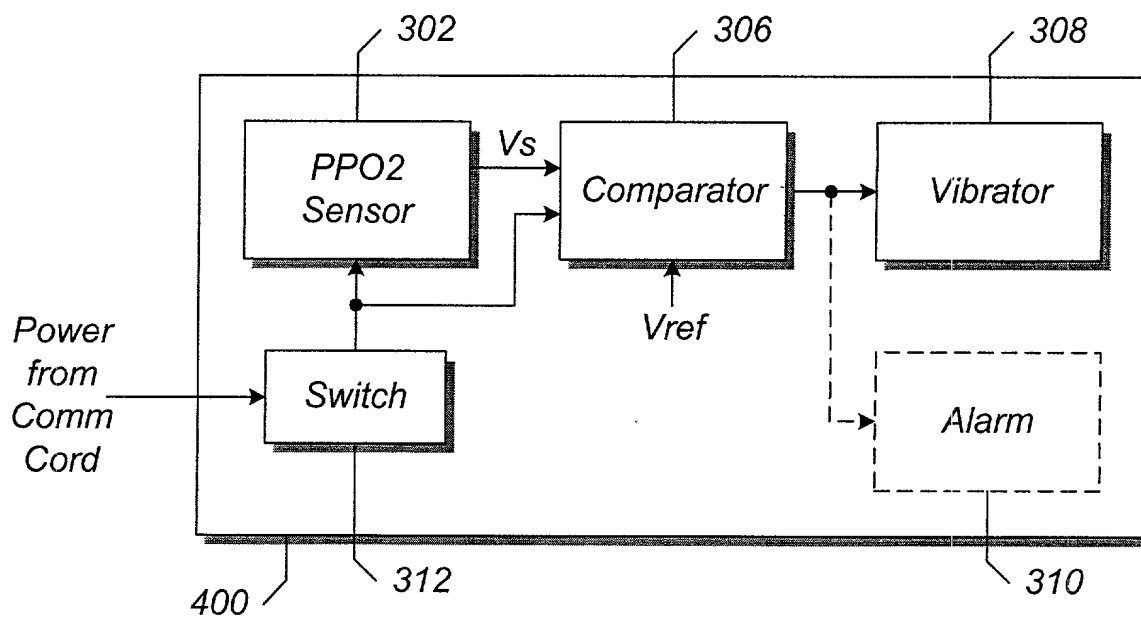 302
306
308
PPO2
Sensor
Vs
Comparator
Vibrator
Vref
Power
from
Comm
Cord
Switch
Alarm
400
312
310